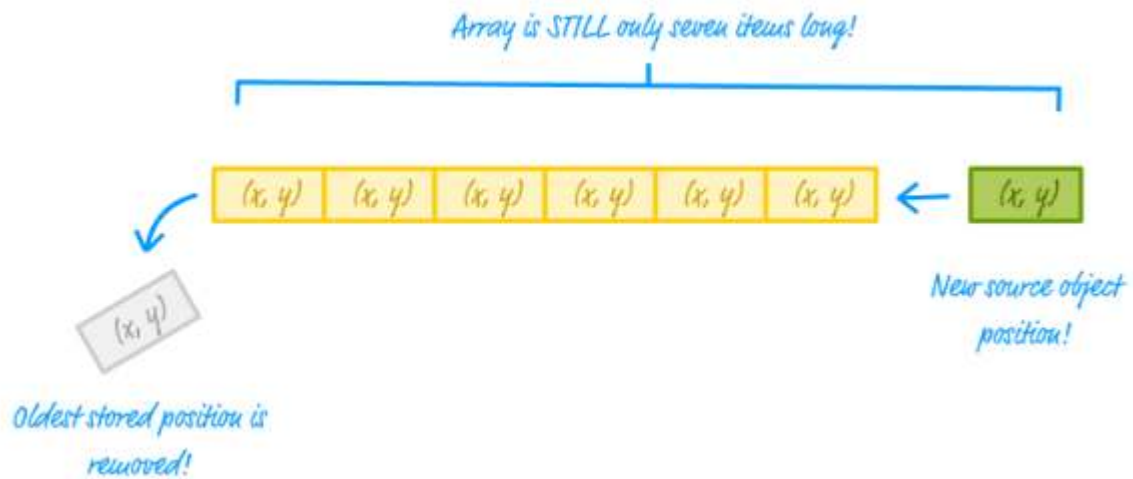 Array is STILL only seven items long!
(x, y) (x, y) (x, y) (x, y) (x, y) (x, y) (x, y)
(x, y)
New source object
position!
Oldest stored position is
removed!